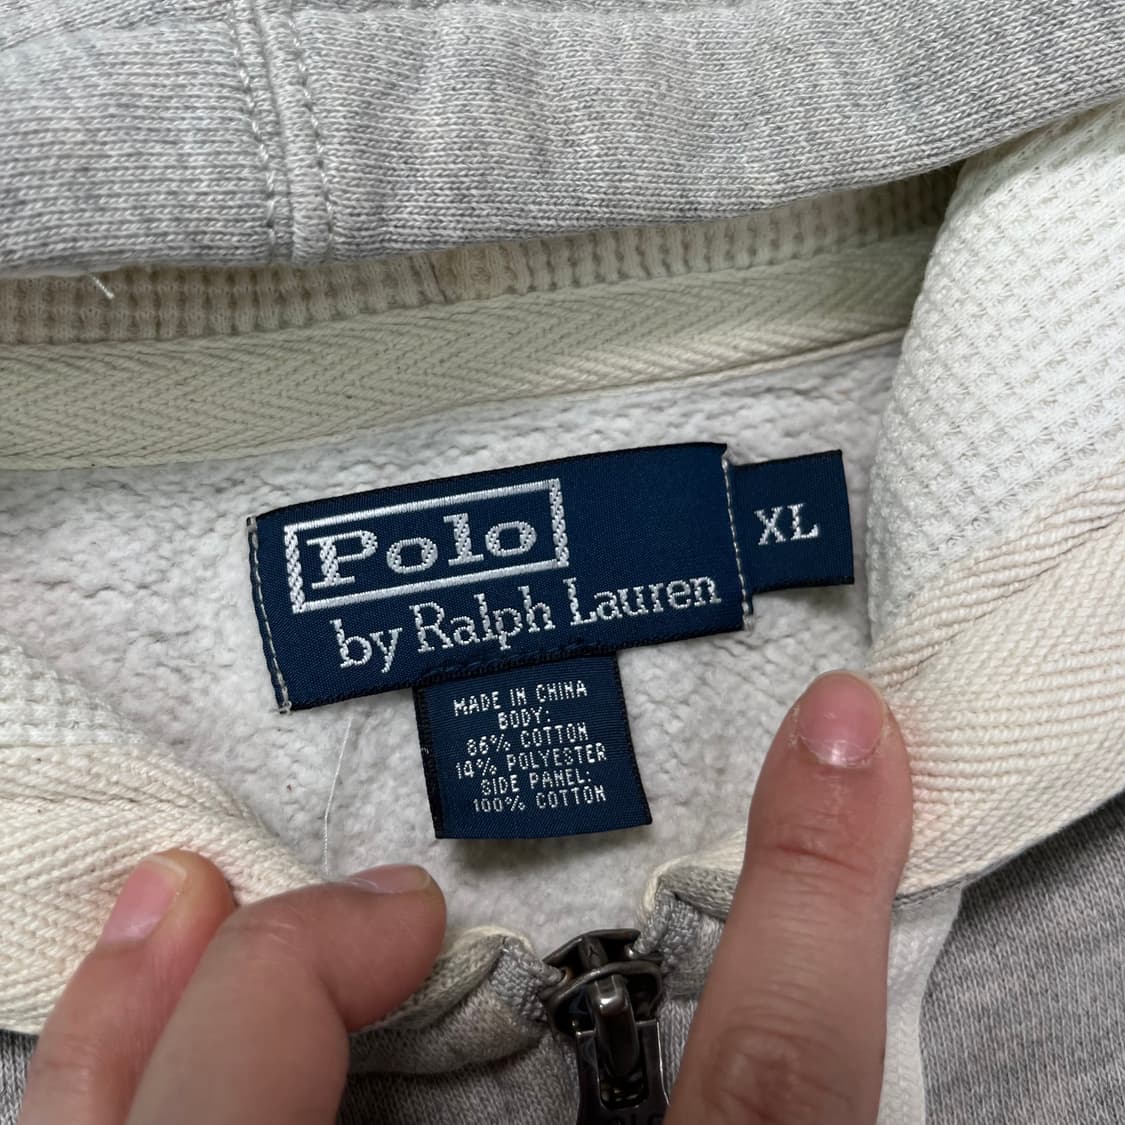 Polo
by Ralph Lauren
XL
MADE IN CHINA
BODY:
86% COTTON
14% POLYESTER
SIDE PANEL:
100% COTTON